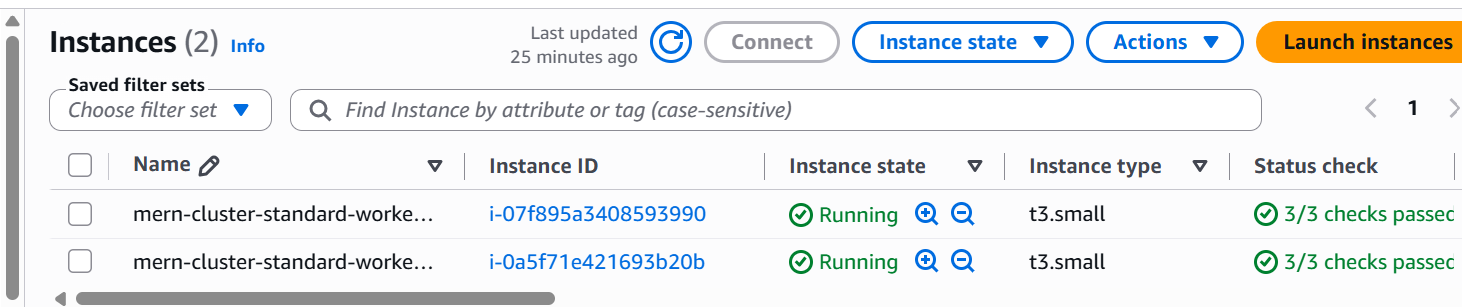 Instances (2) Info
Last updated
25 minutes ago
Connect
Instance state
Actions
Launch instances
Saved filter sets
Choose filter set
Find Instance by attribute or tag (case-sensitive)
1
Name Instance ID Instance state Instance type Status check
mern-cluster-standard-worke… i-07f895a3408593990 Running t3.small 3/3 checks passed
mern-cluster-standard-worke… i-0a5f71e421693b20b Running t3.small 3/3 checks passed